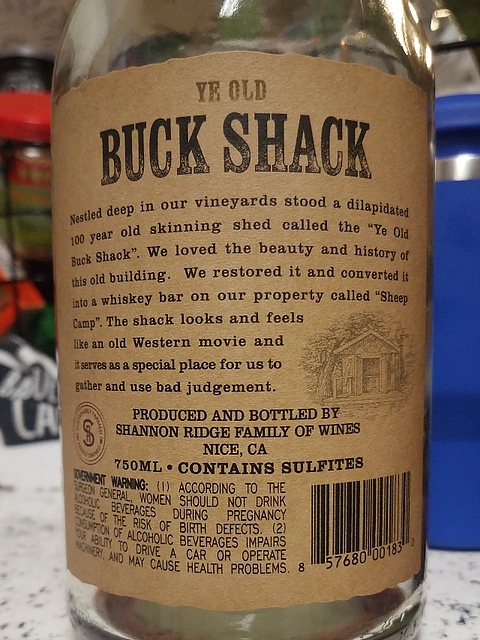 YE OLD
BUCK SHACK
Nestled deep in our vineyards stood a dilapidated
100 year old skinning shed called the "Ye Old
Buck Shack". We loved the beauty and history of
this old building. We restored it and converted it
into a whiskey bar on our property called "Sheep
Camp". The shack looks and feels
like an old Western movie and
it serves as a special place for us to
gather and use bad judgement.
PRODUCED AND BOTTLED BY
SHANNON RIDGE FAMILY OF WINES
NICE, CA
750ML • CONTAINS SULFITES
GOVERNMENT WARNING: (1) ACCORDING TO THE
SURGEON GENERAL, WOMEN SHOULD NOT DRINK
ALCOHOLIC BEVERAGES DURING PREGNANCY
BECAUSE OF THE RISK OF BIRTH DEFECTS. (2)
CONSUMPTION OF ALCOHOLIC BEVERAGES IMPAIRS
YOUR ABILITY TO DRIVE A CAR OR OPERATE
MACHINERY, AND MAY CAUSE HEALTH PROBLEMS.
8 57680 00183 2